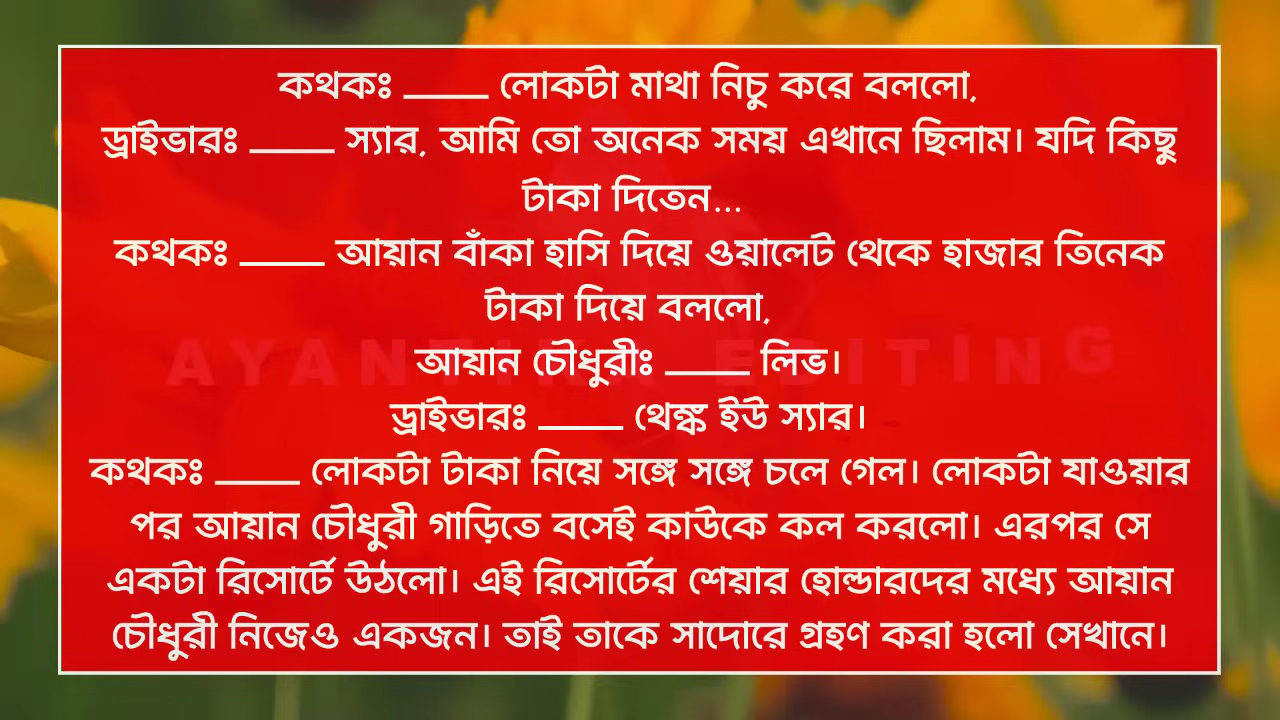 কথকঃ _____ লোকটা মাথা নিচু করে বললো,
ড্রাইভারঃ _____ স্যার, আমি তো অনেক সময় এখানে ছিলাম। যদি কিছু
টাকা দিতেন...
কথকঃ _____ আয়ান বাঁকা হাসি দিয়ে ওয়ালেট থেকে হাজার তিনেক
টাকা দিয়ে বললো,
আয়ান চৌধুরীঃ _____ লিভ।
ড্রাইভারঃ _____ থেঙ্ক ইউ স্যার।
কথকঃ _____ লোকটা টাকা নিয়ে সঙ্গে সঙ্গে চলে গেল। লোকটা যাওয়ার
পর আয়ান চৌধুরী গাড়িতে বসেই কাউকে কল করলো। এরপর সে
একটা রিসোর্টে উঠলো। এই রিসোর্টের শেয়ার হোল্ডারদের মধ্যে আয়ান
চৌধুরী নিজেও একজন। তাই তাকে সাদোরে গ্রহণ করা হলো সেখানে।
AYANTIKA EDITING